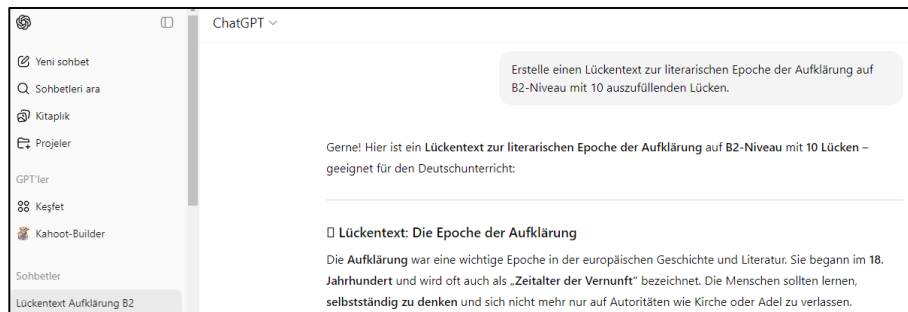 ChatGPT
Yeni sohbet
Sohbetleri ara
Kitaplık
Projeler
GPT'ler
Keşfet
Kahoot-Builder
Sohbetler
Lückentext Aufklärung B2
Erstelle einen Lückentext zur literarischen Epoche der Aufklärung auf
B2-Niveau mit 10 auszufüllenden Lücken.
Gerne! Hier ist ein Lückentext zur literarischen Epoche der Aufklärung auf B2-Niveau mit 10 Lücken –
geeignet für den Deutschunterricht:
Lückentext: Die Epoche der Aufklärung
Die Aufklärung war eine wichtige Epoche in der europäischen Geschichte und Literatur. Sie begann im 18.
Jahrhundert und wird oft auch als „Zeitalter der Vernunft" bezeichnet. Die Menschen sollten lernen,
selbstständig zu denken und sich nicht mehr nur auf Autoritäten wie Kirche oder Adel zu verlassen.